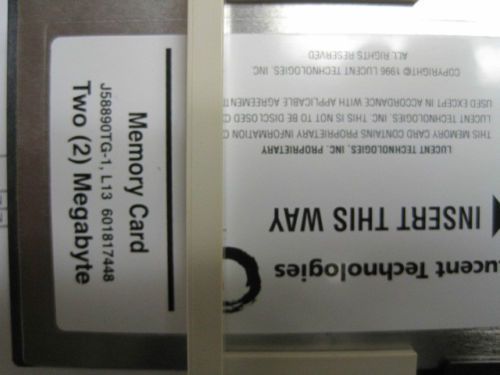 Memory Card
J58890TG-1, L13 601817448
Two (2) Megabyte
Lucent Technologies
INSERT THIS WAY
LUCENT TECHNOLOGIES, INC. PROPRIETARY
THIS MEMORY CARD CONTAINS PROPRIETARY INFORMATION O
LUCENT TECHNOLOGIES, INC. THIS IS NOT TO BE DISCLOSED O
USED EXCEPT IN ACCORDANCE WITH APPLICABLE AGREEMENT
COPYRIGHT© 1996 LUCENT TECHNOLOGIES, INC
ALL RIGHTS RESERVED